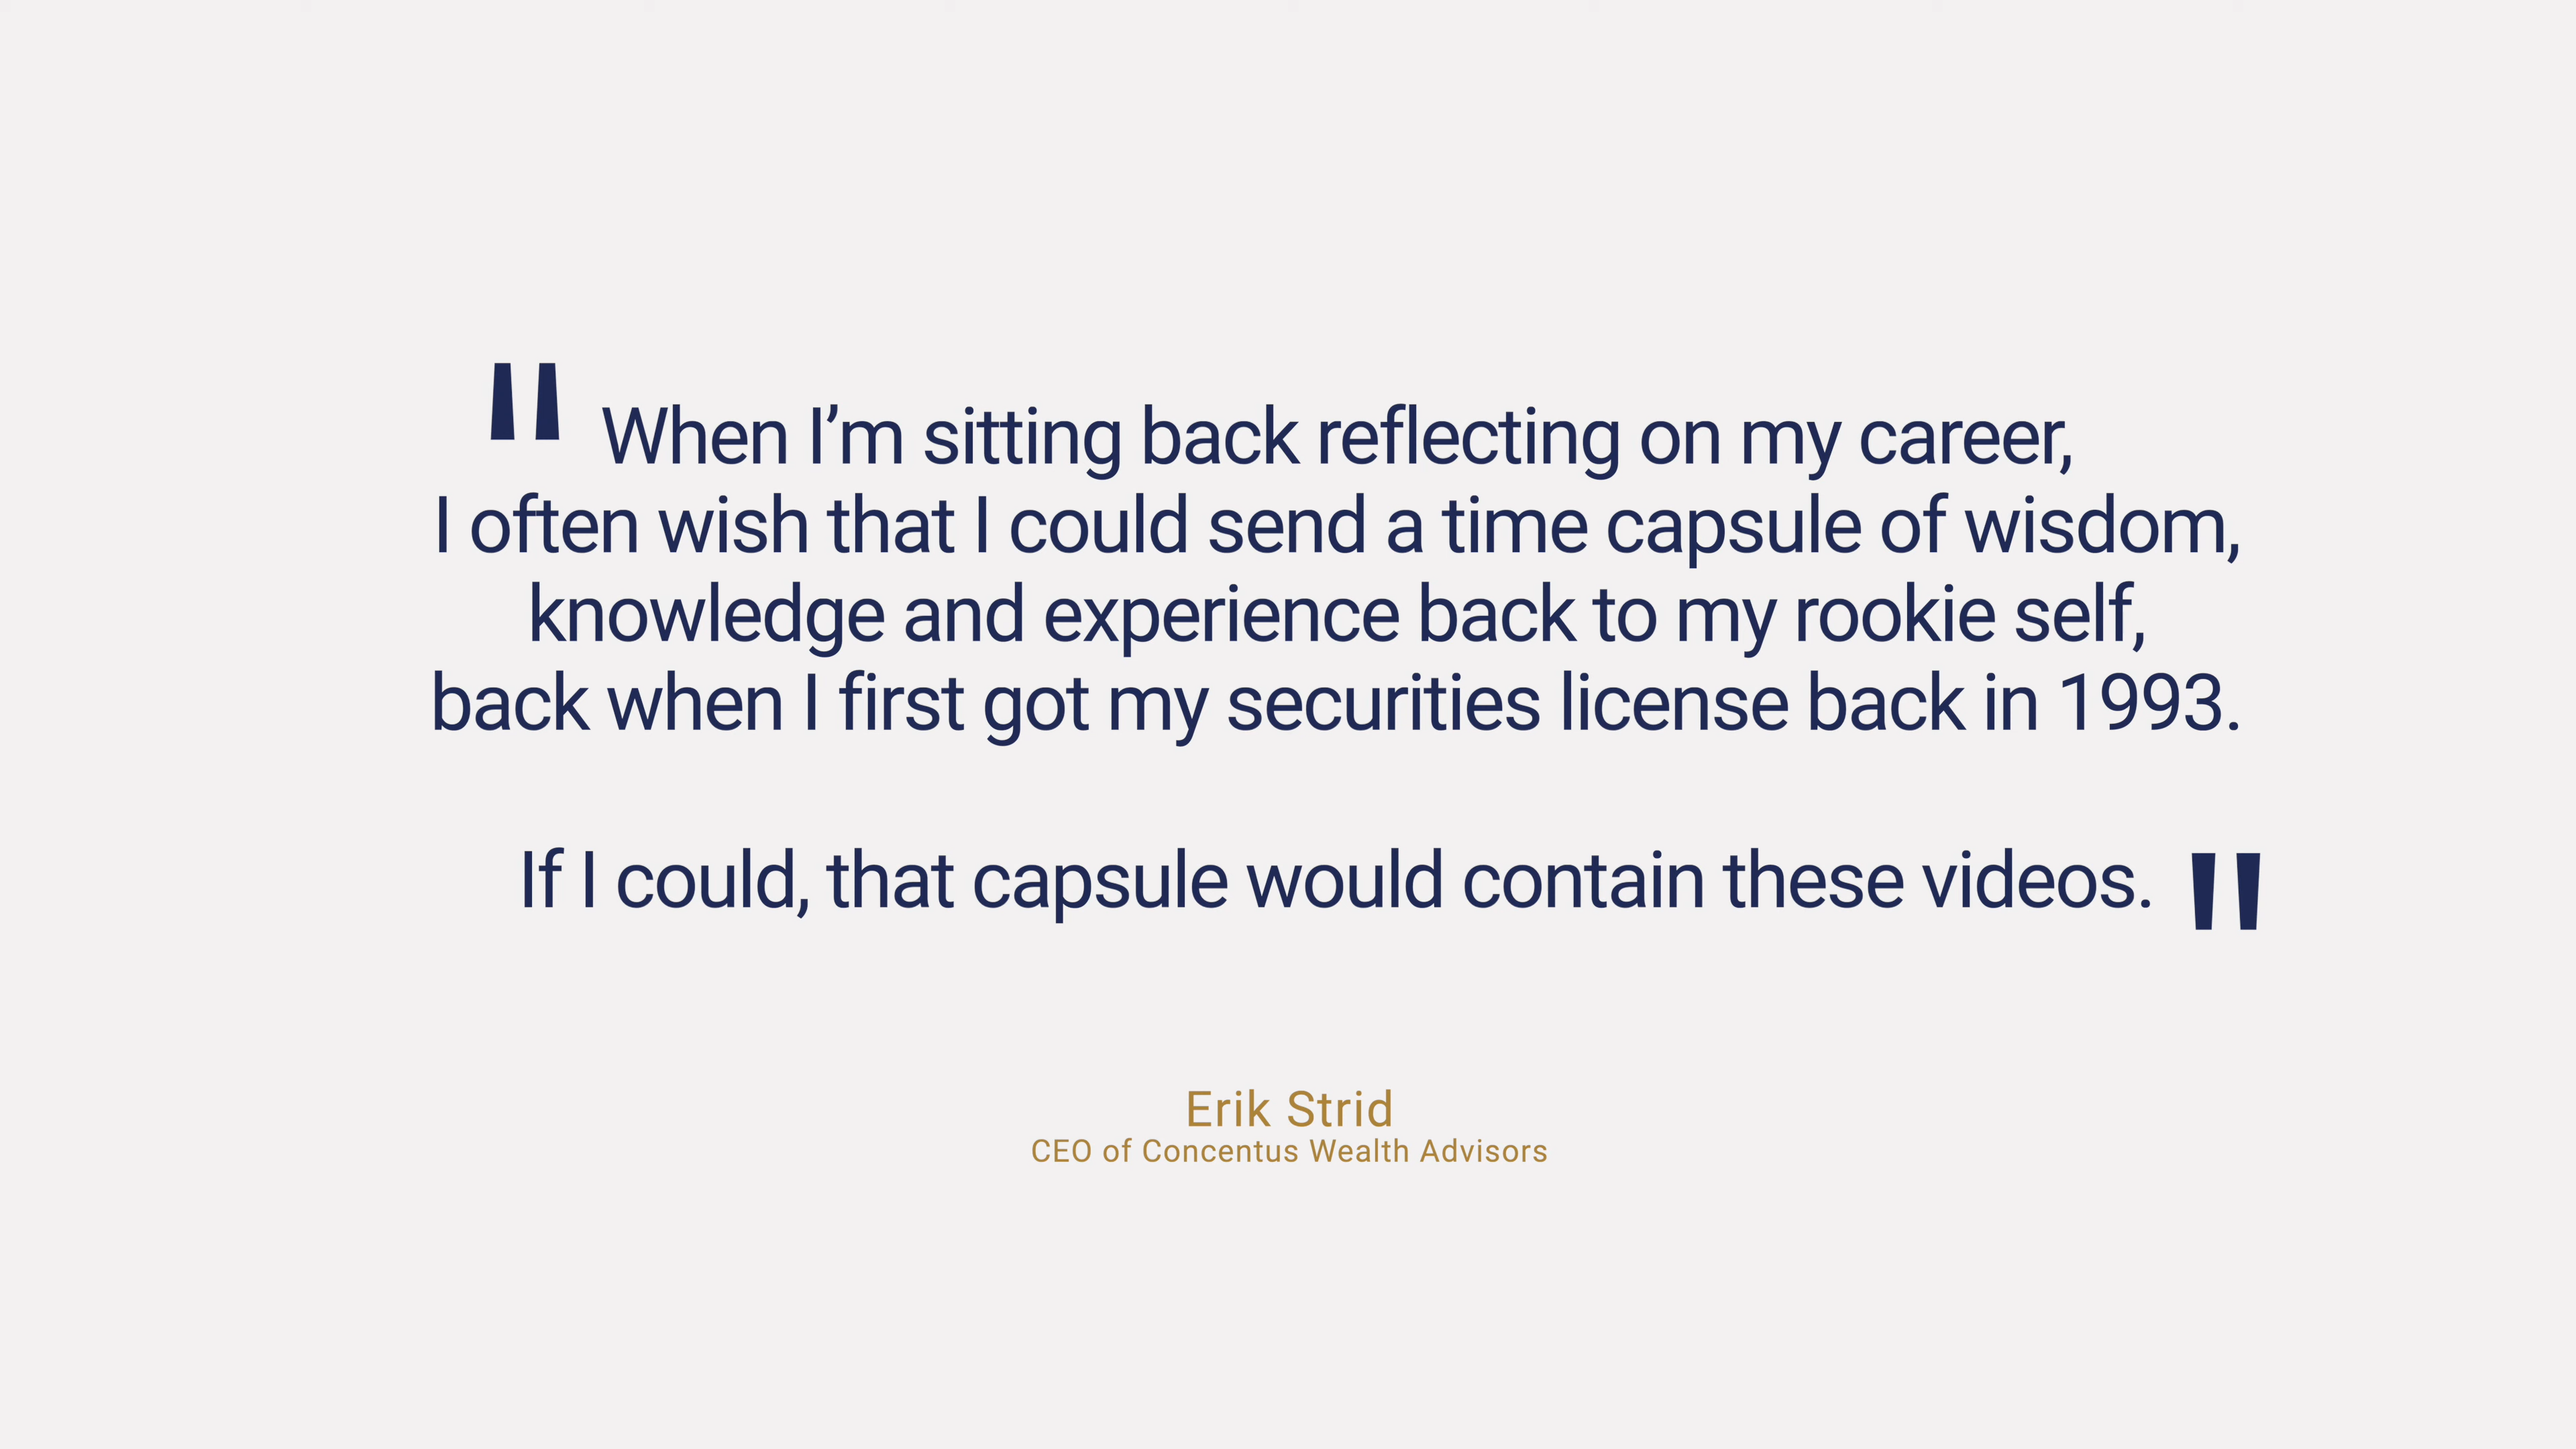 " When I’m sitting back reflecting on my career,
I often wish that I could send a time capsule of wisdom,
knowledge and experience back to my rookie self,
back when I first got my securities license back in 1993.
If I could, that capsule would contain these videos. "
Erik Strid
CEO of Concentus Wealth Advisors